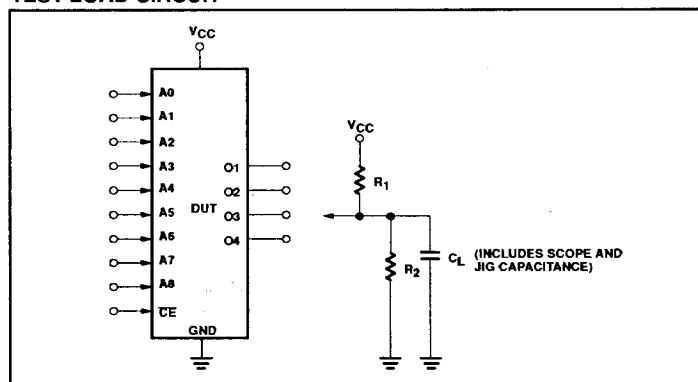 TEST LOAD CIRCUIT
VCC
A0
A1
A2
A3
A4
A5
A6
A7
A8
CE
DUT
O1
O2
O3
O4
GND
VCC
R1
R2
CL (INCLUDES SCOPE AND
JIG CAPACITANCE)